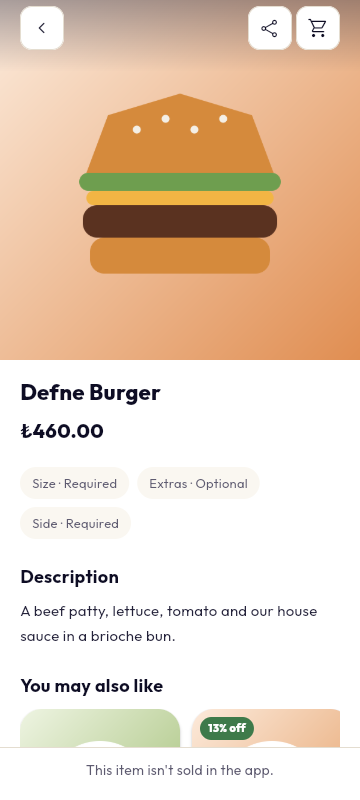 Defne Burger
₺460.00
Size · Required
Extras · Optional
Side · Required
Description
A beef patty, lettuce, tomato and our house
sauce in a brioche bun.
You may also like
13% off
This item isn't sold in the app.